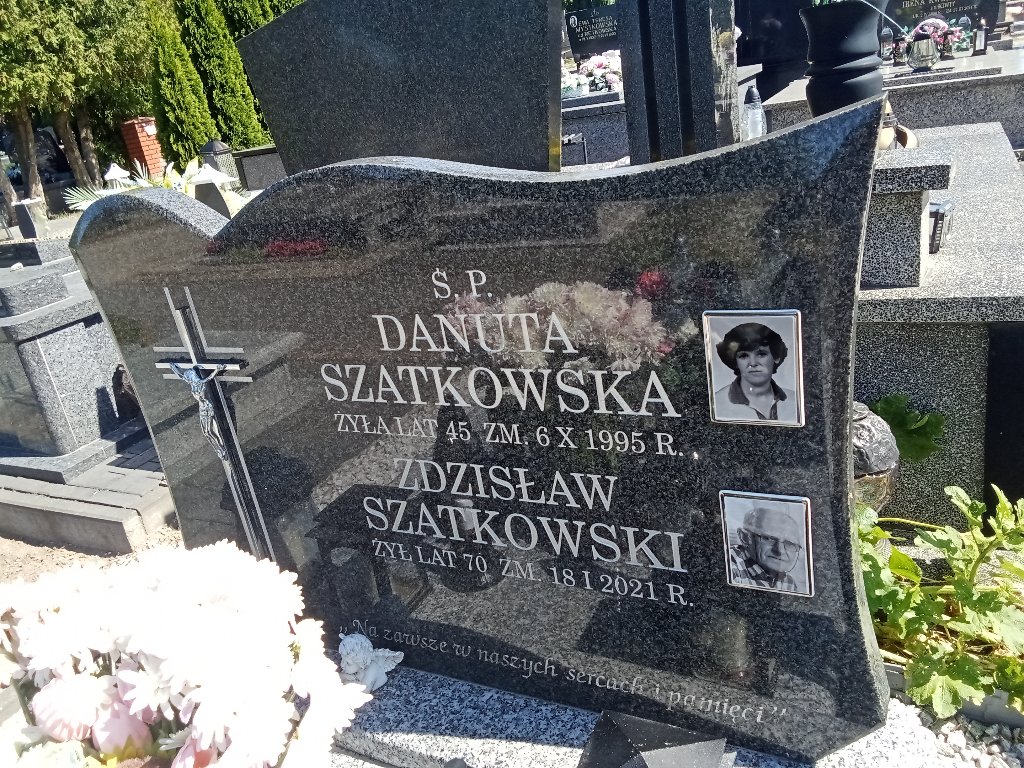 Ś. P.
DANUTA
SZATKOWSKA
ŻYŁA LAT 45 ZM. 6 X 1995 R.
ZDZISŁAW
SZATKOWSKI
ŻYŁ LAT 70 ZM. 18 I 2021 R.
„Na zawsze w naszych sercach i pamięci”